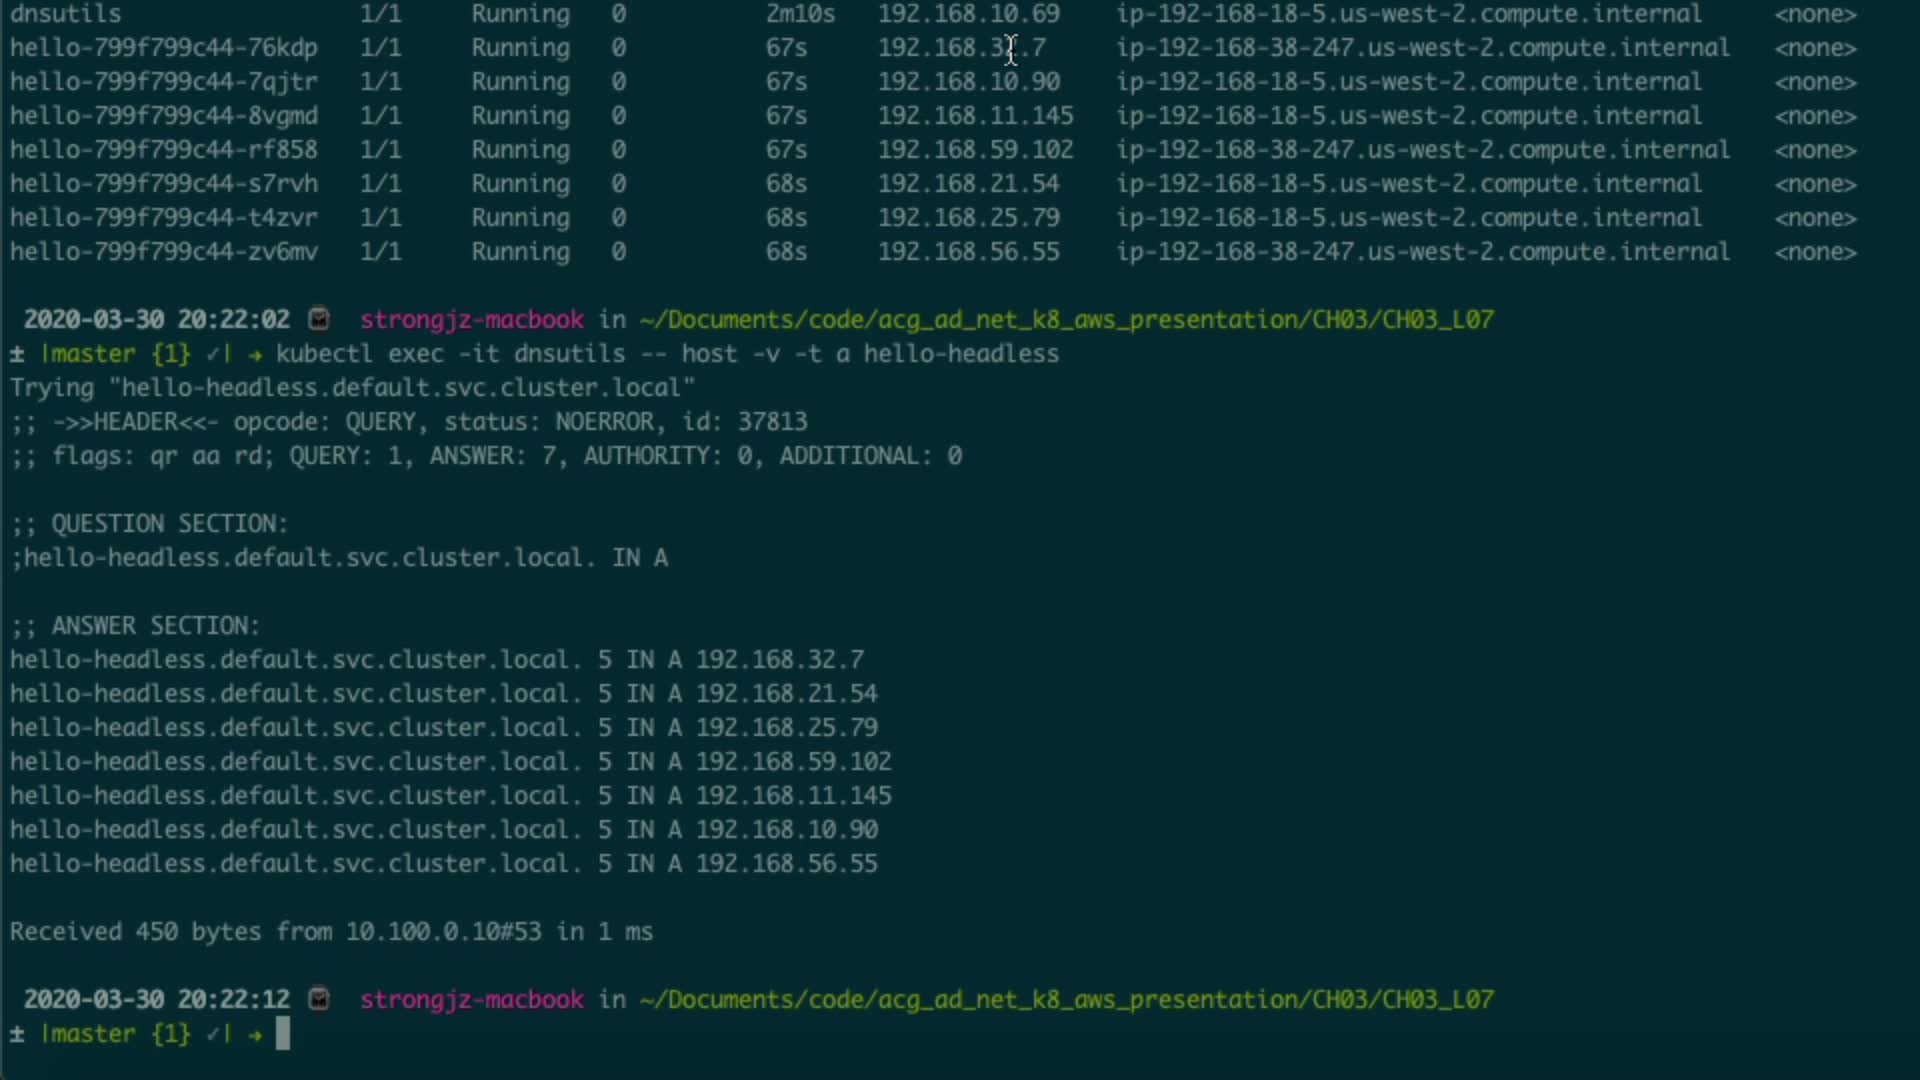 dnsutils 1/1 Running 0 2m10s 192.168.10.69 ip-192-168-18-5.us-west-2.compute.internal <none>
hello-799f799c44-76kdp 1/1 Running 0 67s 192.168.32.7 ip-192-168-38-247.us-west-2.compute.internal <none>
hello-799f799c44-7qjtr 1/1 Running 0 67s 192.168.10.90 ip-192-168-18-5.us-west-2.compute.internal <none>
hello-799f799c44-8vgmd 1/1 Running 0 67s 192.168.11.145 ip-192-168-18-5.us-west-2.compute.internal <none>
hello-799f799c44-rf858 1/1 Running 0 67s 192.168.59.102 ip-192-168-38-247.us-west-2.compute.internal <none>
hello-799f799c44-s7rvh 1/1 Running 0 68s 192.168.21.54 ip-192-168-18-5.us-west-2.compute.internal <none>
hello-799f799c44-t4zvr 1/1 Running 0 68s 192.168.25.79 ip-192-168-18-5.us-west-2.compute.internal <none>
hello-799f799c44-zv6mv 1/1 Running 0 68s 192.168.56.55 ip-192-168-38-247.us-west-2.compute.internal <none>
2020-03-30 20:22:02 strongjz-macbook in ~/Documents/code/acg_ad_net_k8_aws_presentation/CH03/CH03_L07
± |master {1} ✓| → kubectl exec -it dnsutils -- host -v -t a hello-headless
Trying "hello-headless.default.svc.cluster.local"
;; ->>HEADER<<- opcode: QUERY, status: NOERROR, id: 37813
;; flags: qr aa rd; QUERY: 1, ANSWER: 7, AUTHORITY: 0, ADDITIONAL: 0
;; QUESTION SECTION:
;hello-headless.default.svc.cluster.local. IN A
;; ANSWER SECTION:
hello-headless.default.svc.cluster.local. 5 IN A 192.168.32.7
hello-headless.default.svc.cluster.local. 5 IN A 192.168.21.54
hello-headless.default.svc.cluster.local. 5 IN A 192.168.25.79
hello-headless.default.svc.cluster.local. 5 IN A 192.168.59.102
hello-headless.default.svc.cluster.local. 5 IN A 192.168.11.145
hello-headless.default.svc.cluster.local. 5 IN A 192.168.10.90
hello-headless.default.svc.cluster.local. 5 IN A 192.168.56.55
Received 450 bytes from 10.100.0.10#53 in 1 ms
2020-03-30 20:22:12 strongjz-macbook in ~/Documents/code/acg_ad_net_k8_aws_presentation/CH03/CH03_L07
± |master {1} ✓| →